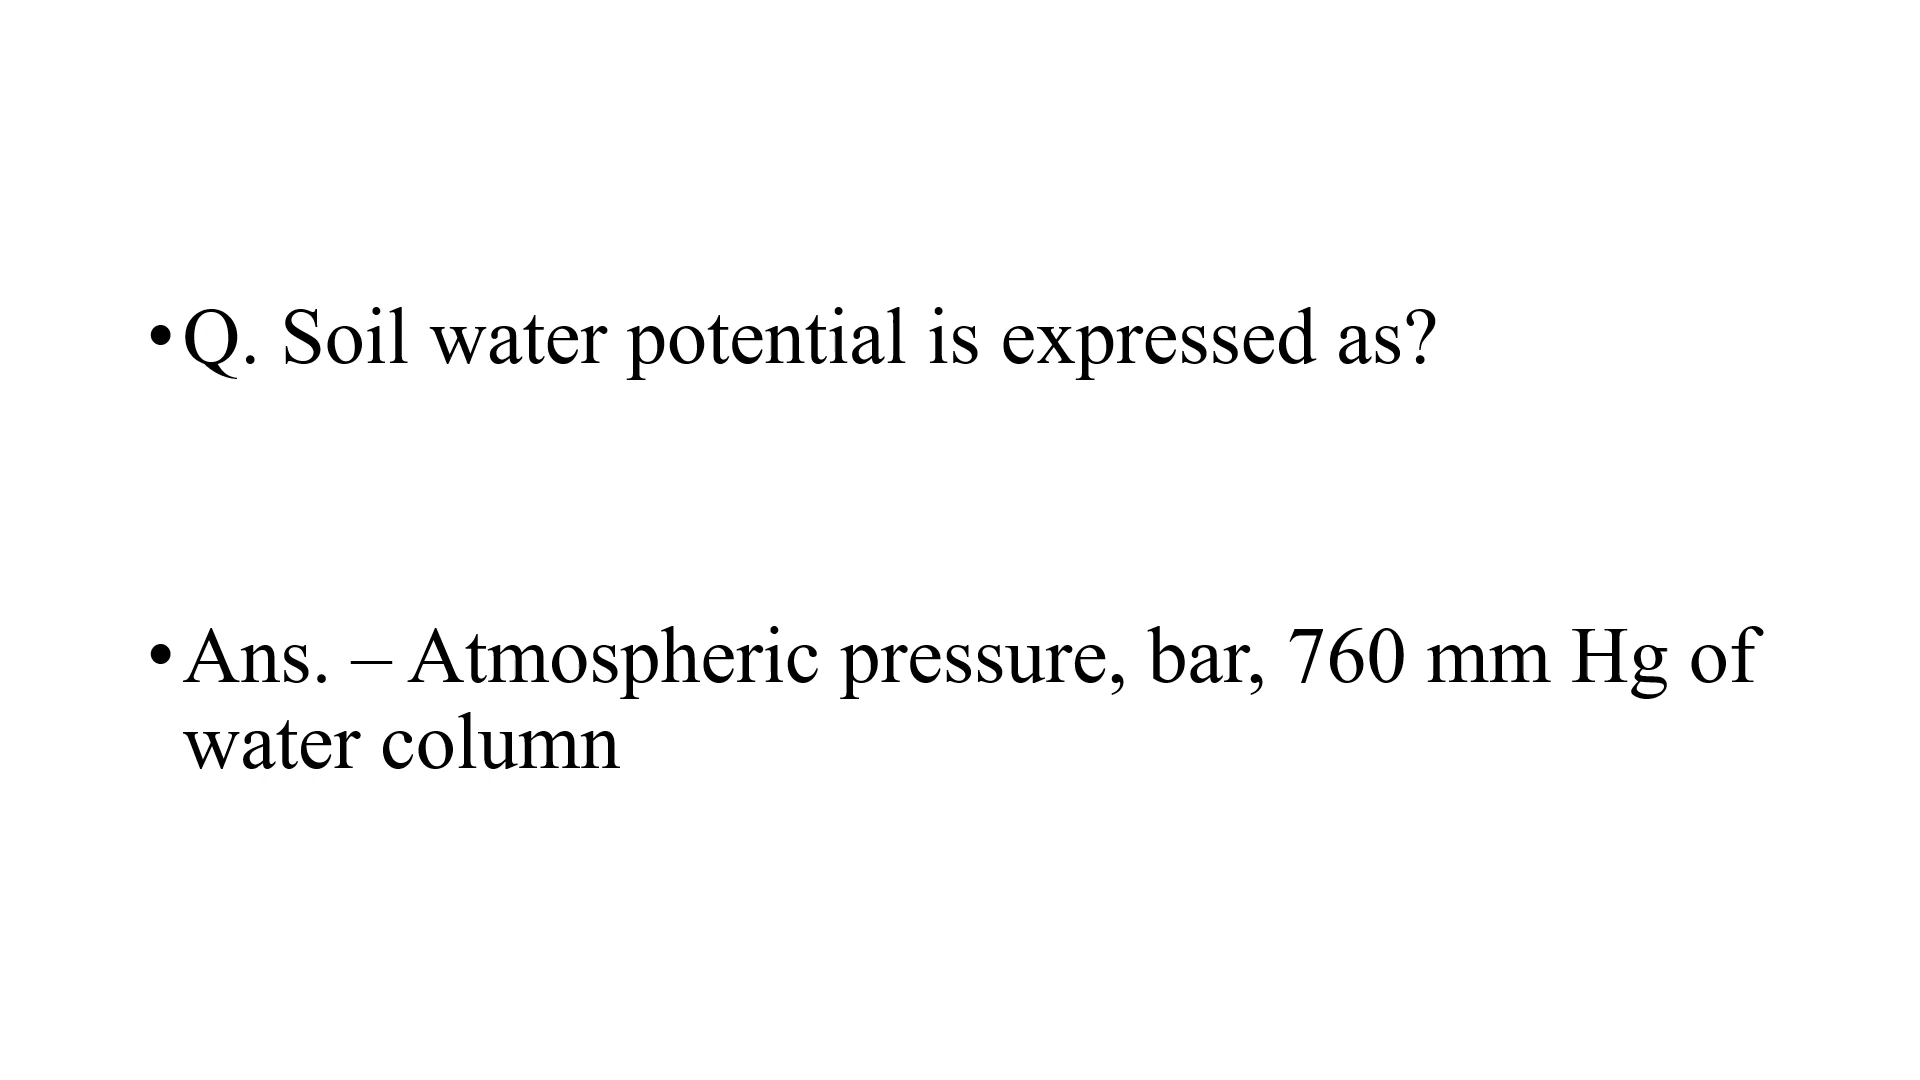 •Q. Soil water potential is expressed as?
•Ans. – Atmospheric pressure, bar, 760 mm Hg of
water column